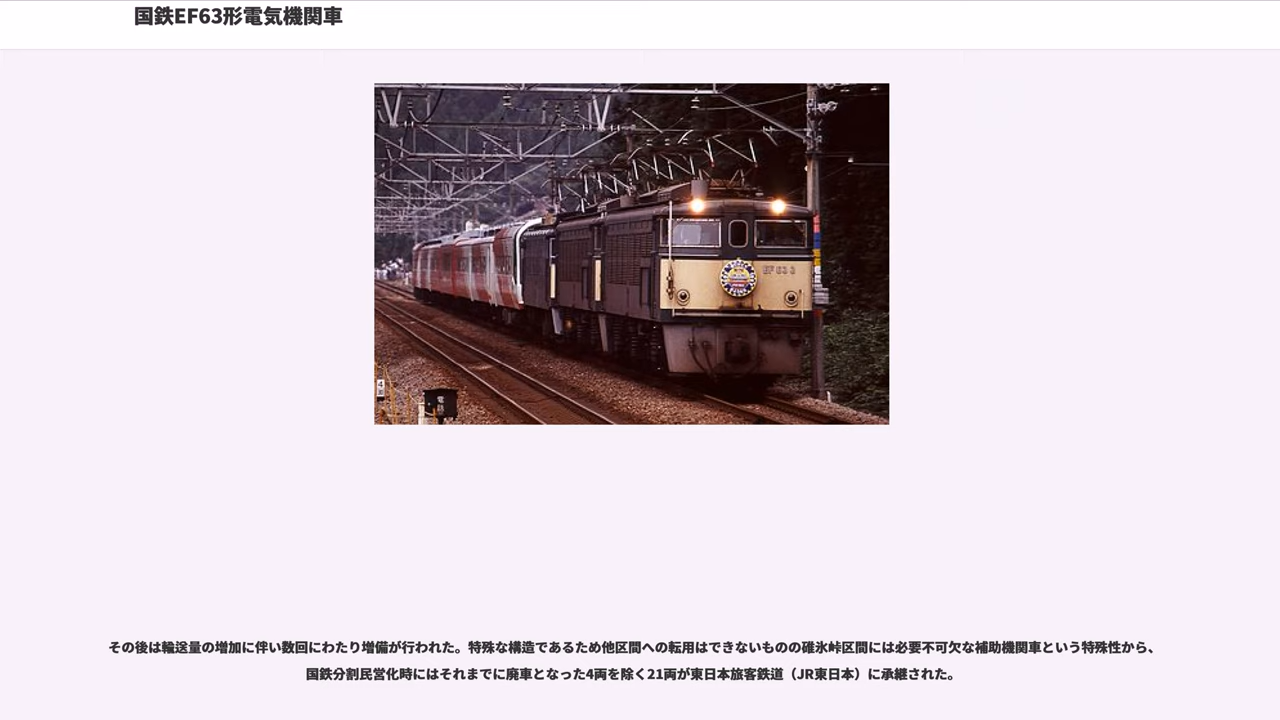 国鉄EF63形電気機関車
EF63 3
4
電話
その後は輸送量の増加に伴い数回にわたり増備が行われた。特殊な構造であるため他区間への転用はできないものの碓氷峠区間には必要不可欠な補助機関車という特殊性から、
国鉄分割民営化時にはそれまでに廃車となった4両を除く21両が東日本旅客鉄道（JR東日本）に承継された。